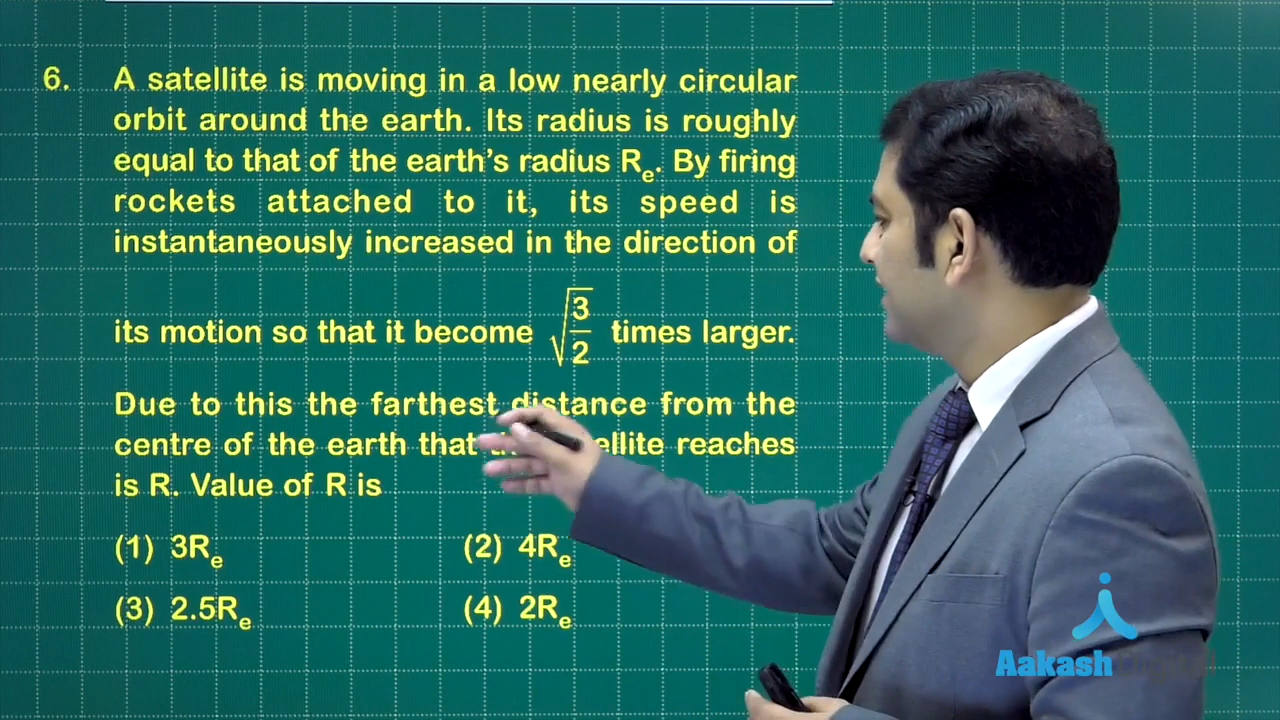 6. A satellite is moving in a low nearly circular
orbit around the earth. Its radius is roughly
equal to that of the earth's radius Re. By firing
rockets attached to it, its speed is
instantaneously increased in the direction of
its motion so that it become √3/2 times larger.
Due to this the farthest distance from the
centre of the earth that ellite reaches
is R. Value of R is
(1) 3Re (2) 4Re
(3) 2.5Re (4) 2Re
Aakash